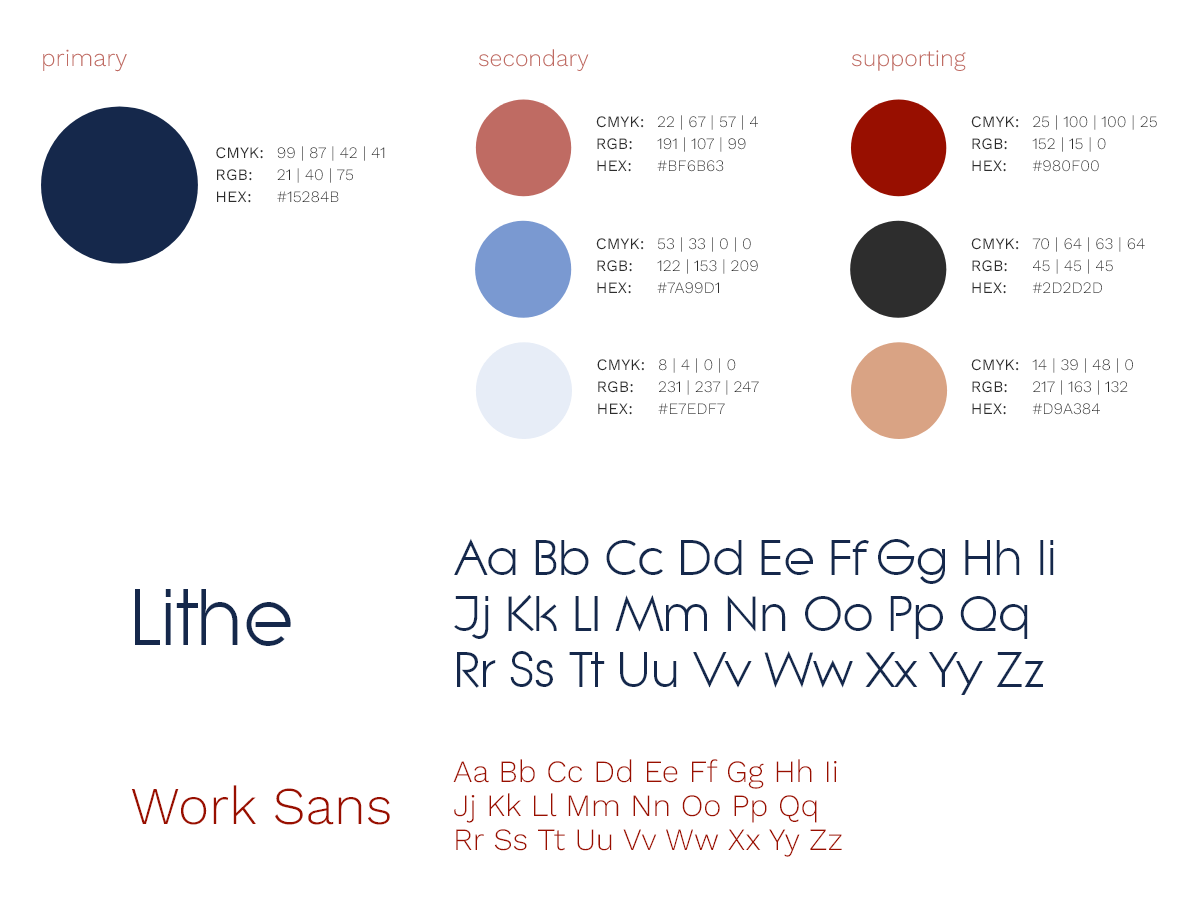 primary
CMYK: 99 | 87 | 42 | 41
RGB: 21 | 40 | 75
HEX: #15284B
secondary
CMYK: 22 | 67 | 57 | 4
RGB: 191 | 107 | 99
HEX: #BF6B63
CMYK: 53 | 33 | 0 | 0
RGB: 122 | 153 | 209
HEX: #7A99D1
CMYK: 8 | 4 | 0 | 0
RGB: 231 | 237 | 247
HEX: #E7EDF7
supporting
CMYK: 25 | 100 | 100 | 25
RGB: 152 | 15 | 0
HEX: #980F00
CMYK: 70 | 64 | 63 | 64
RGB: 45 | 45 | 45
HEX: #2D2D2D
CMYK: 14 | 39 | 48 | 0
RGB: 217 | 163 | 132
HEX: #D9A384
Lithe
Aa Bb Cc Dd Ee Ff Gg Hh Ii
Jj Kk Ll Mm Nn Oo Pp Qq
Rr Ss Tt Uu Vv Ww Xx Yy Zz
Work Sans
Aa Bb Cc Dd Ee Ff Gg Hh Ii
Jj Kk Ll Mm Nn Oo Pp Qq
Rr Ss Tt Uu Vv Ww Xx Yy Zz